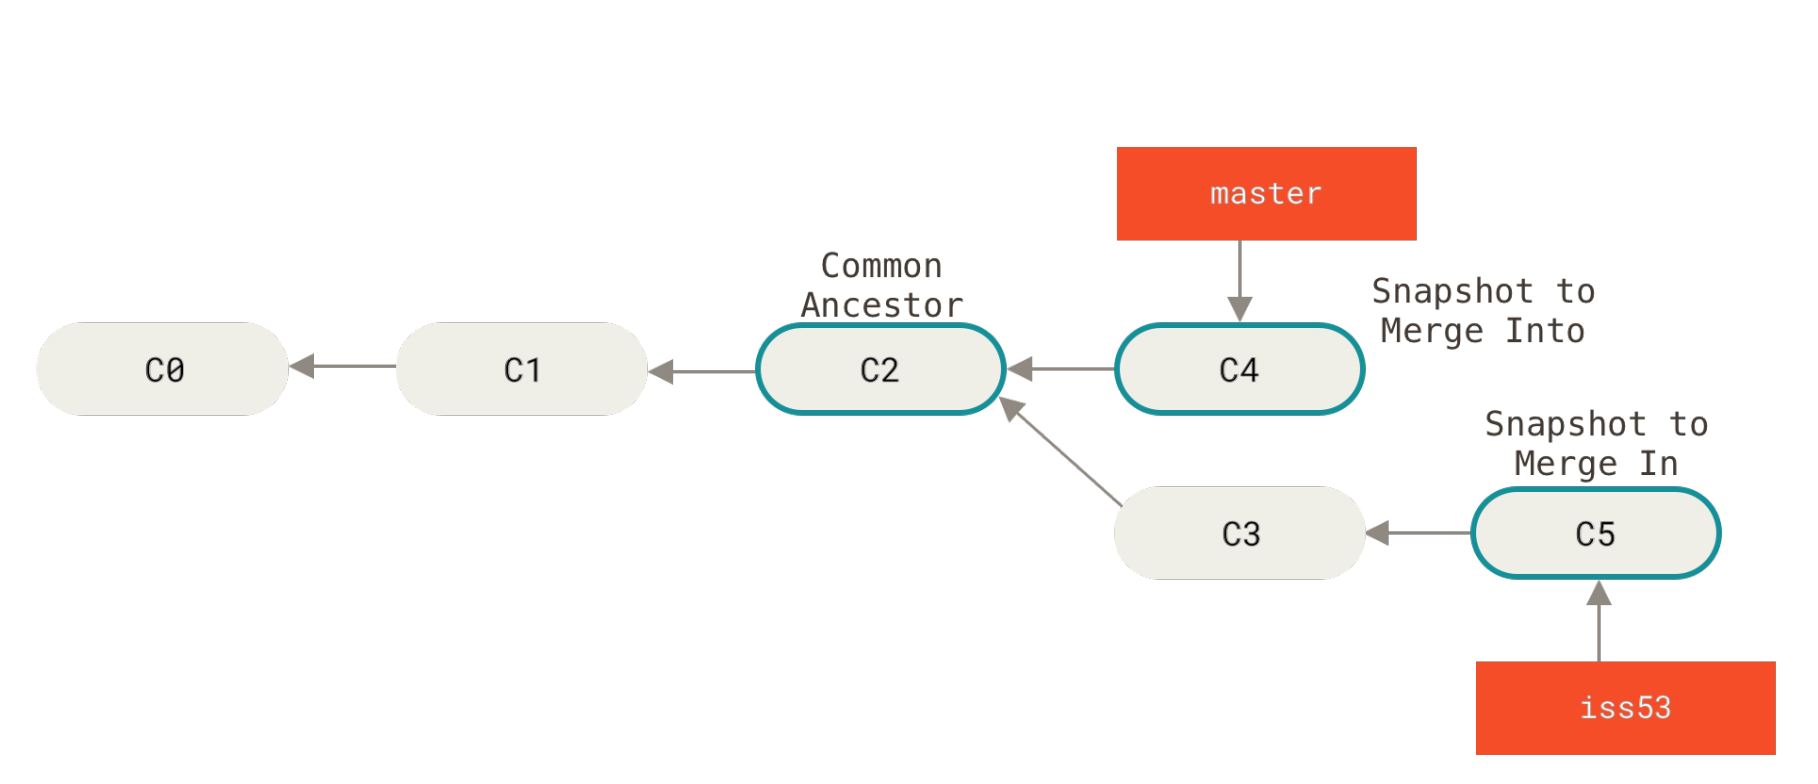 master
Common
Ancestor
Snapshot to
Merge Into
C0
C1
C2
C4
Snapshot to
Merge In
C3
C5
iss53